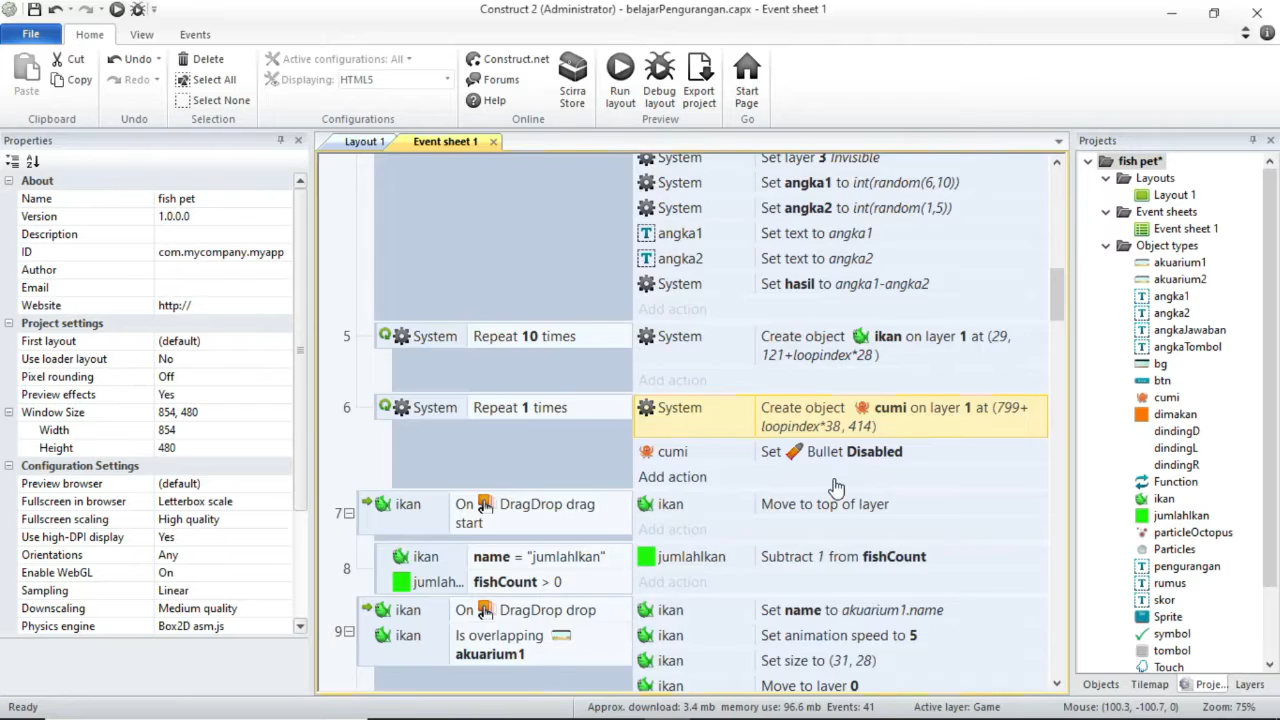 Construct 2 (Administrator) - belajarPengurangan.capx - Event sheet 1
File Home View Events
Paste Cut Copy
Clipboard
Undo Redo
Undo
Delete
Select All
Select None
Selection
Active configurations: All
Displaying: HTML5
Configurations
Construct.net
Forums
Help
Scirra Store
Online
Run layout
Debug layout
Export project
Preview
Start Page
Go
Properties
About
Name fish pet
Version 1.0.0.0
Description
ID com.mycompany.myapp
Author
Email
Website http://
Project settings
First layout (default)
Use loader layout No
Pixel rounding Off
Preview effects Yes
Window Size 854, 480
Width 854
Height 480
Configuration Settings
Preview browser (default)
Fullscreen in browser Letterbox scale
Fullscreen scaling High quality
Use high-DPI display Yes
Orientations Any
Enable WebGL On
Sampling Linear
Downscaling Medium quality
Physics engine Box2D asm.js
Layout 1 Event sheet 1
System Set layer 3 Invisible
System Set angka1 to int(random(6,10))
System Set angka2 to int(random(1,5))
T angka1 Set text to angka1
T angka2 Set text to angka2
System Set hasil to angka1-angka2
Add action
5 System Repeat 10 times System Create object ikan on layer 1 at (29,
121+loopindex*28)
Add action
6 System Repeat 1 times System Create object cumi on layer 1 at (799+
loopindex*38, 414)
cumi Set Bullet Disabled
Add action
7 ikan On DragDrop drag start ikan Move to top of layer
Add action
8 ikan name = "jumlahIkan" jumlahIkan Subtract 1 from fishCount
jumlah... fishCount > 0 Add action
9 ikan On DragDrop drop ikan Set name to akuarium1.name
ikan Is overlapping akuarium1 ikan Set animation speed to 5
ikan Set size to (31, 28)
ikan Move to layer 0
Projects
fish pet*
Layouts
Layout 1
Event sheets
Event sheet 1
Object types
akuarium1
akuarium2
T angka1
T angka2
T angkaJawaban
T angkaTombol
bg
btn
cumi
dimakan
dindingD
dindingL
dindingR
Function
ikan
jumlahIkan
particleOctopus
Particles
T pengurangan
T rumus
T skor
Sprite
symbol
tombol
Touch
Objects Tilemap Proje... Layers
Ready Approx. download: 3.4 mb memory use: 96.6 mb Events: 41 Active layer: Game Mouse: (100.3, -100.7, 0) Zoom: 75%